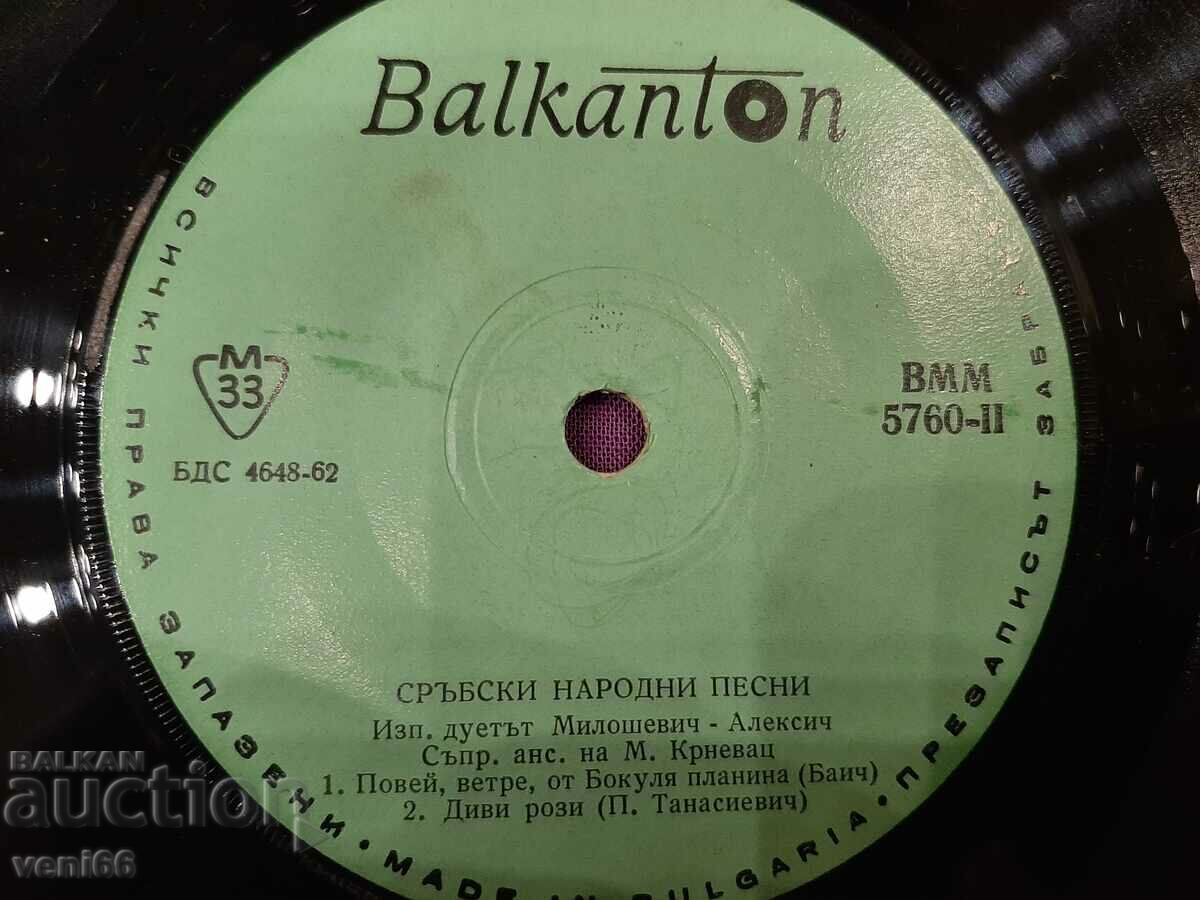 Balkanton
М
33
БДС 4648-62
ВММ
5760-II
СРЪБСКИ НАРОДНИ ПЕСНИ
Изп. дуетът Милошевич - Алексич
Съпр. анс. на М. Крневац
1. Повей, ветре, от Бокуля планина (Баич)
2. Диви рози (П. Танасиевич)
ВСИЧКИ ПРАВА ЗАПАЗЕНИ • MADE IN BULGARIA • ПРЕЗАПИСЪТ ЗАБР
BALKAN
auction
veni66